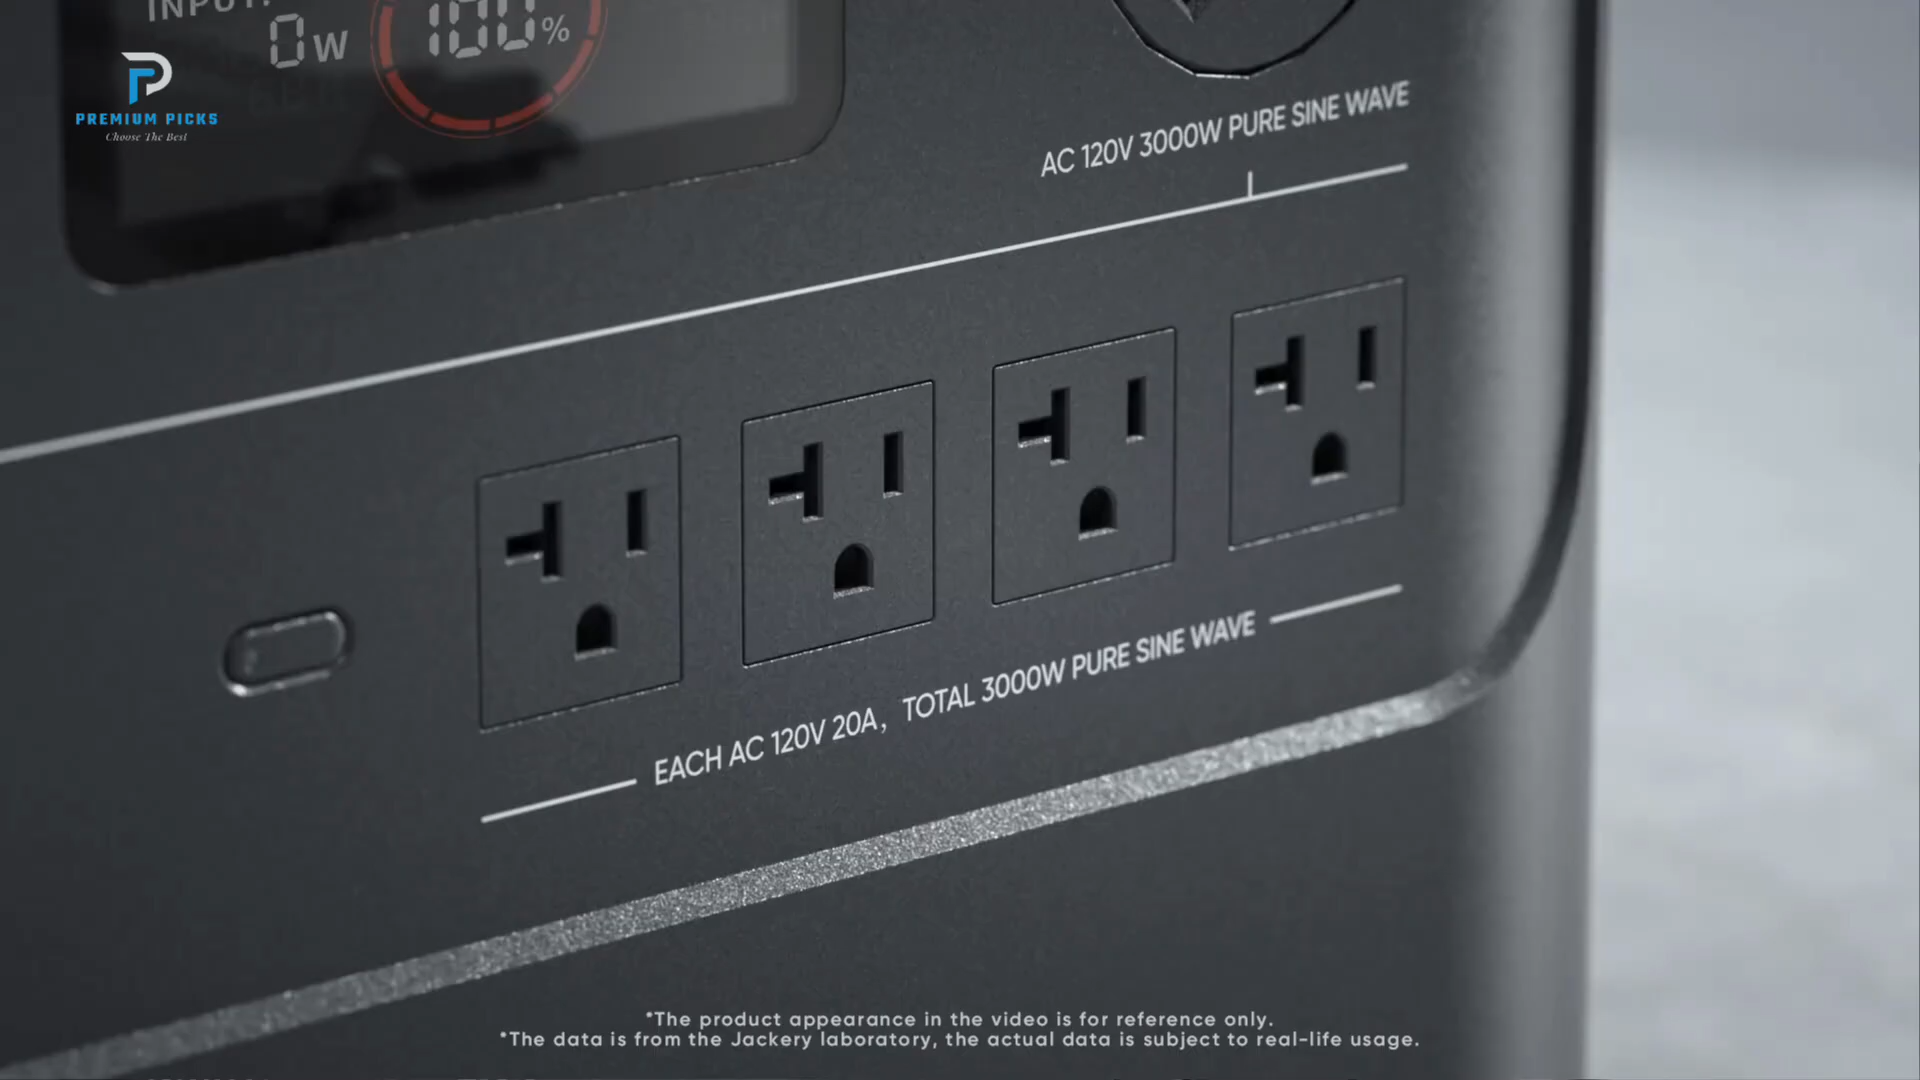 INPUT:
0W
100%
PREMIUM PICKS
Choose The Best
AC 120V 3000W PURE SINE WAVE
EACH AC 120V 20A, TOTAL 3000W PURE SINE WAVE
*The product appearance in the video is for reference only.
*The data is from the Jackery laboratory, the actual data is subject to real-life usage.